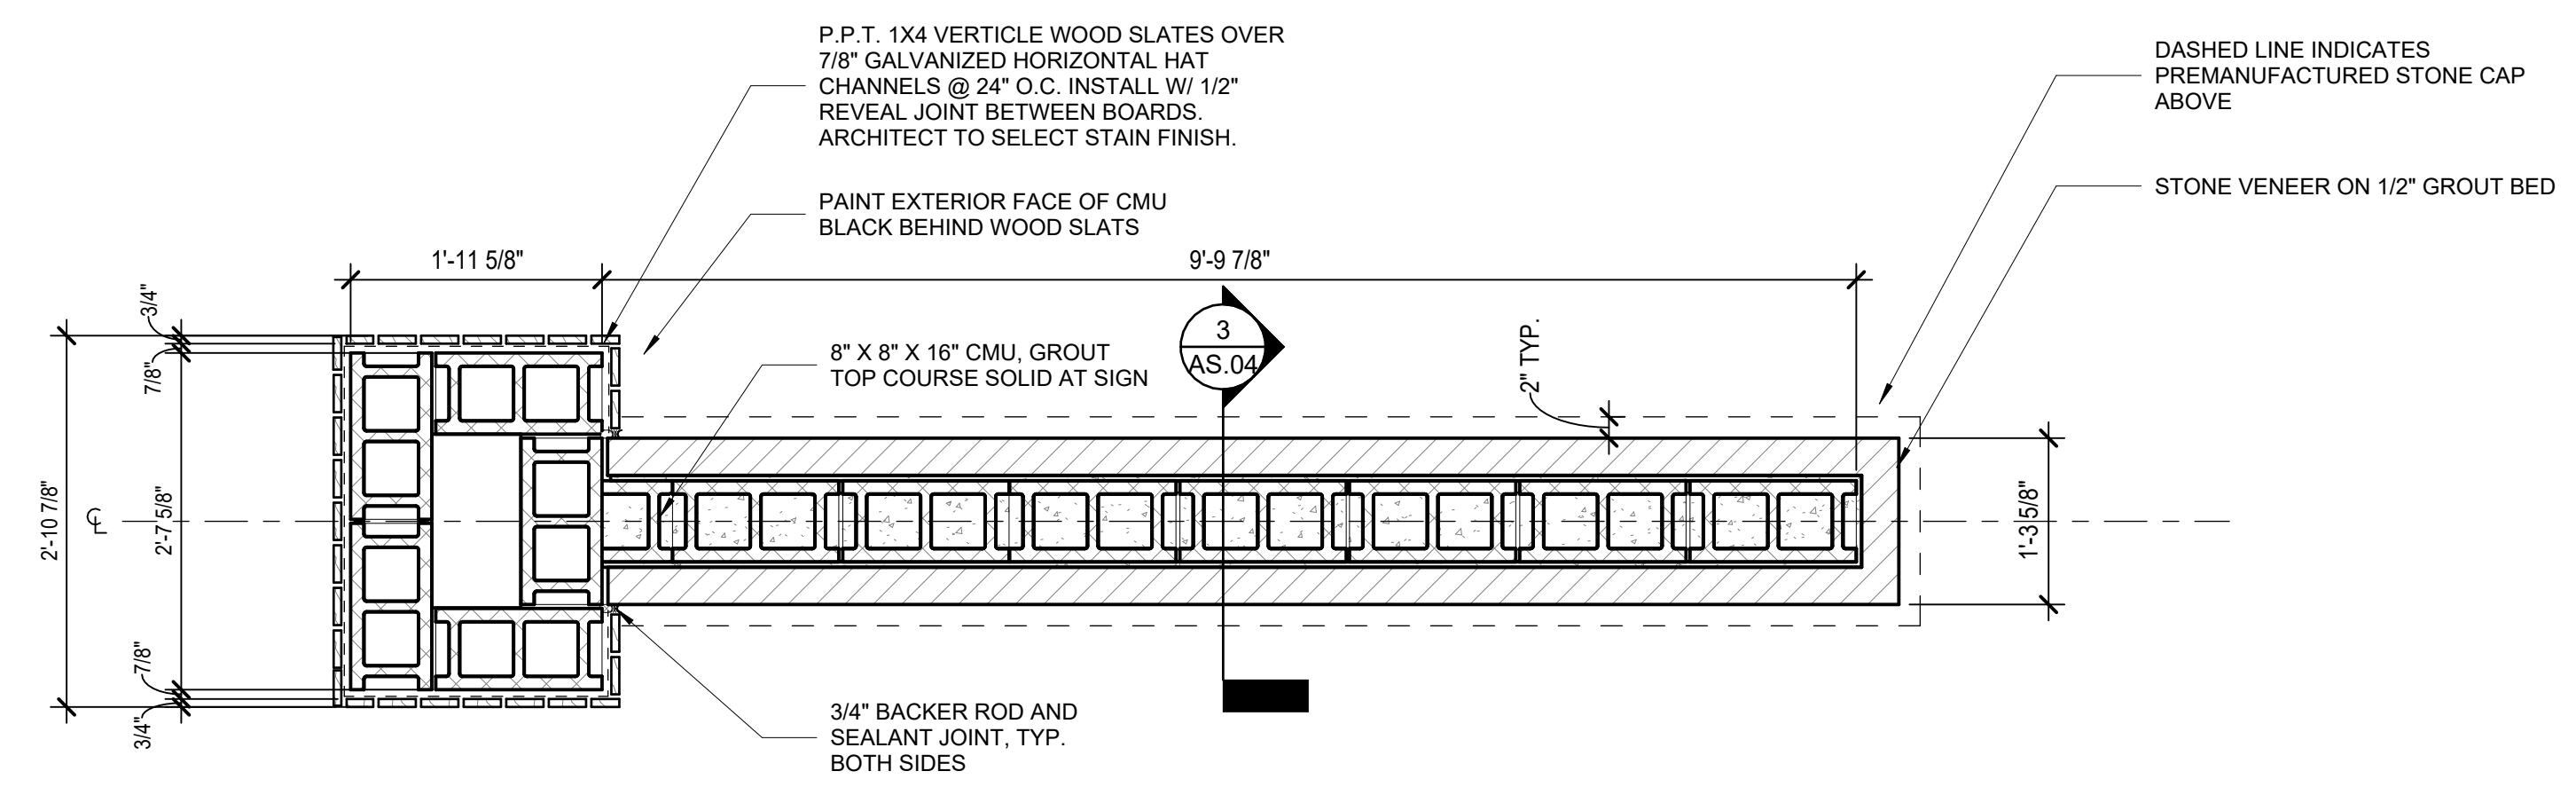 P.P.T. 1X4 VERTICLE WOOD SLATES OVER
7/8" GALVANIZED HORIZONTAL HAT
CHANNELS @ 24" O.C. INSTALL W/ 1/2"
REVEAL JOINT BETWEEN BOARDS.
ARCHITECT TO SELECT STAIN FINISH.
DASHED LINE INDICATES
PREMANUFACTURED STONE CAP
ABOVE
STONE VENEER ON 1/2" GROUT BED
PAINT EXTERIOR FACE OF CMU
BLACK BEHIND WOOD SLATS
1'-11 5/8"
9'-9 7/8"
3/4"
7/8"
3
AS.04
8" X 8" X 16" CMU, GROUT
TOP COURSE SOLID AT SIGN
2" TYP.
2'-10 7/8"
2'-7 5/8"
℄
1'-3 5/8"
7/8"
3/4"
3/4" BACKER ROD AND
SEALANT JOINT, TYP.
BOTH SIDES